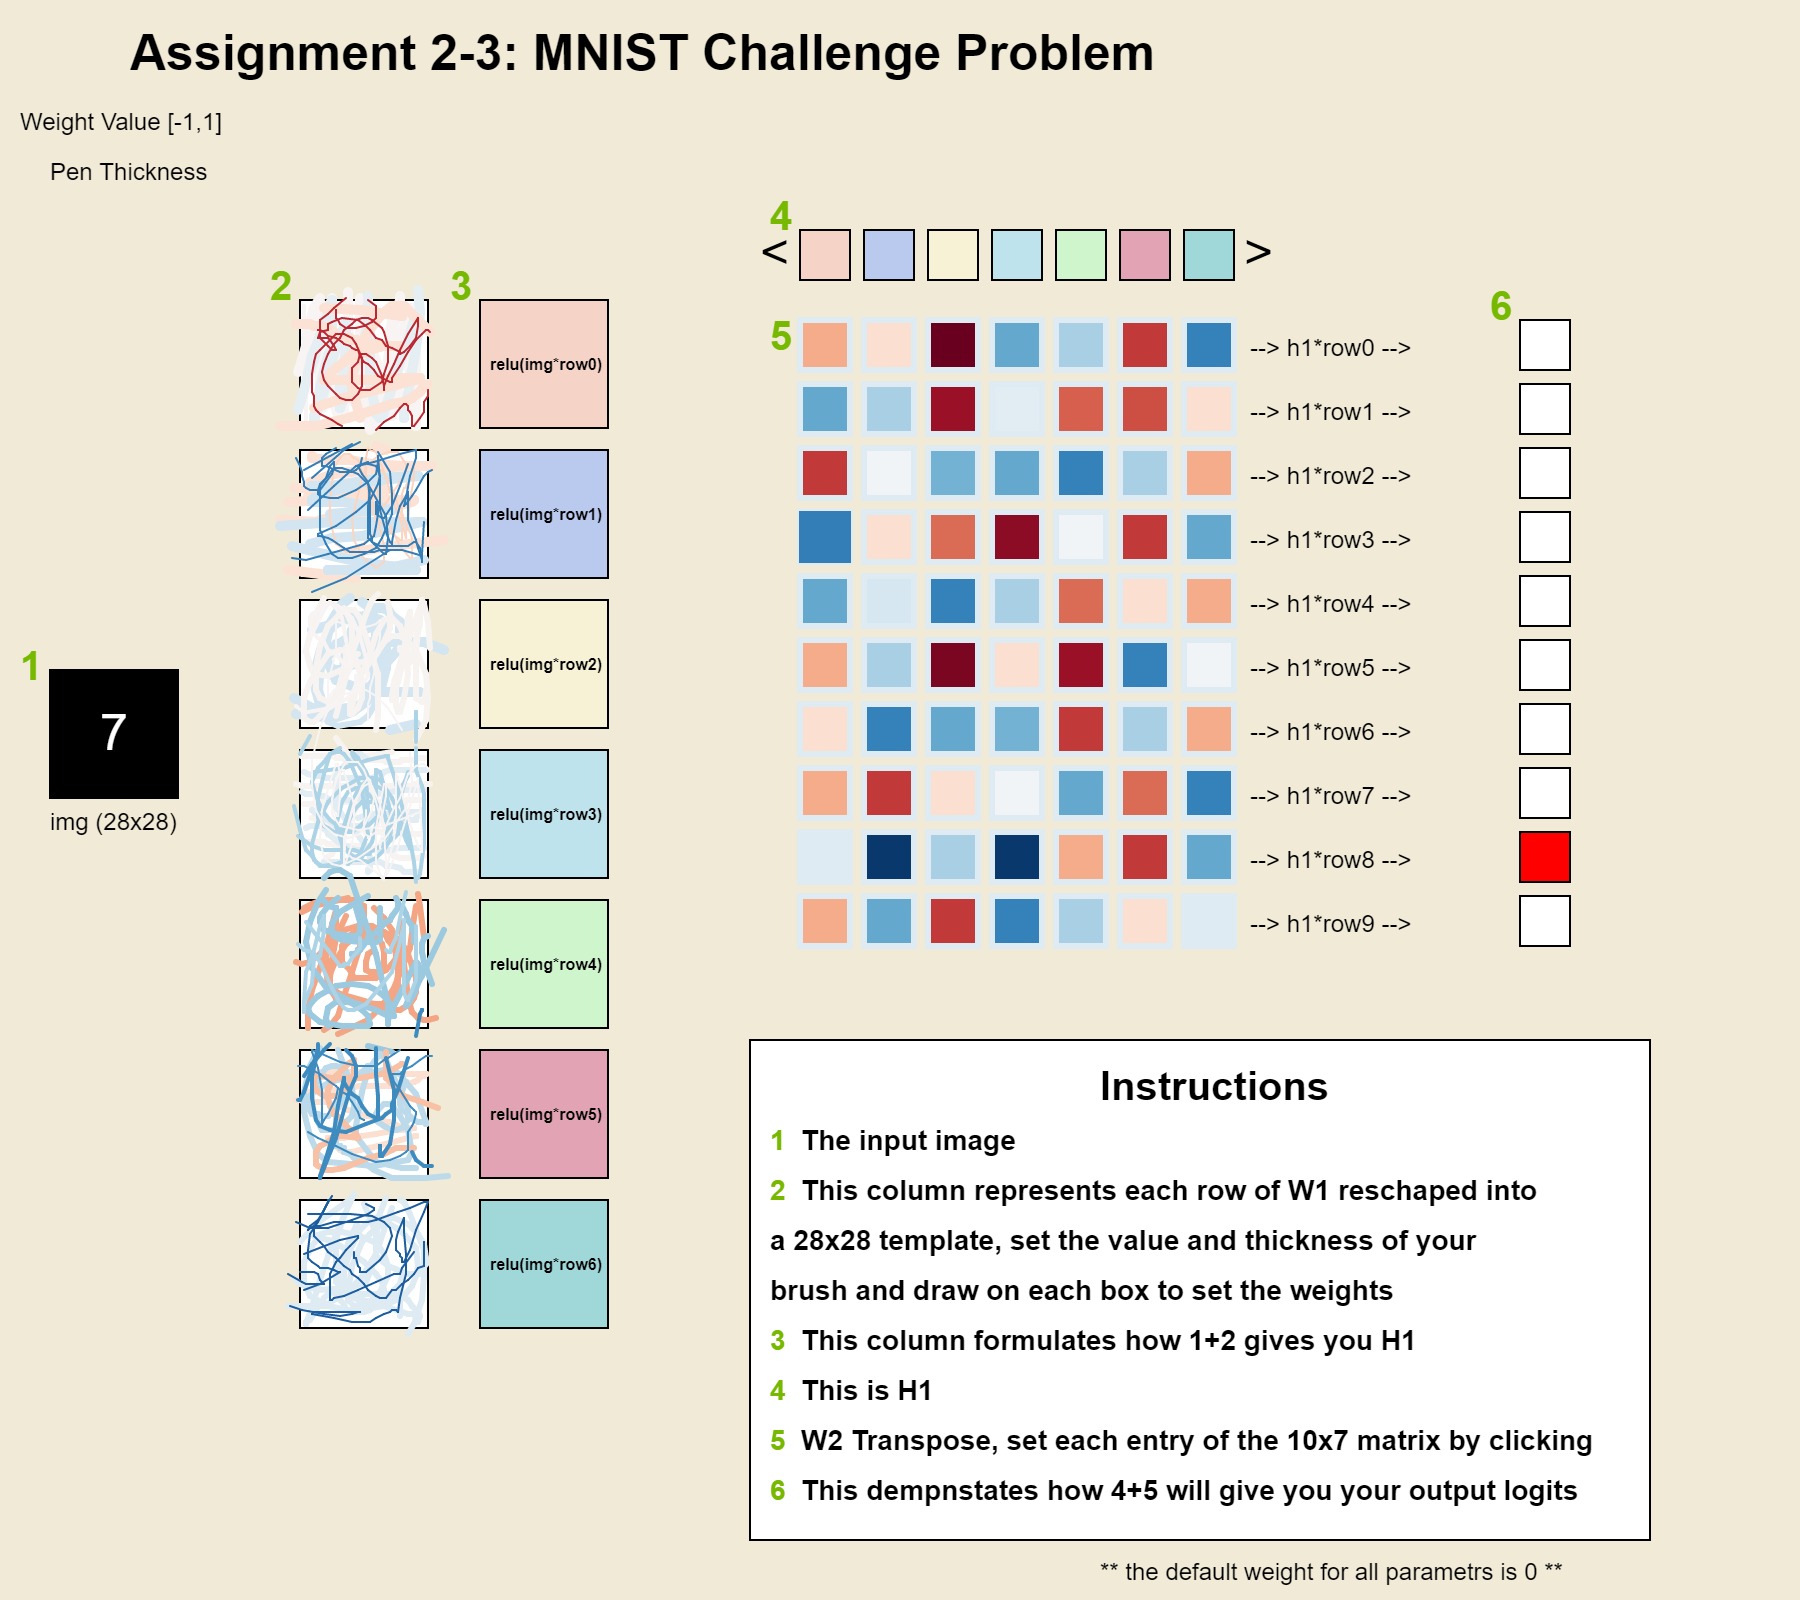 Assignment 2-3: MNIST Challenge Problem
Weight Value [-1,1]
Pen Thickness
4
< >
2 3
6
5
relu(img*row0)
--> h1*row0 -->
--> h1*row1 -->
relu(img*row1)
--> h1*row2 -->
--> h1*row3 -->
--> h1*row4 -->
relu(img*row2)
--> h1*row5 -->
1
7
img (28x28)
--> h1*row6 -->
--> h1*row7 -->
relu(img*row3)
--> h1*row8 -->
--> h1*row9 -->
relu(img*row4)
relu(img*row5)
relu(img*row6)
Instructions
1 The input image
2 This column represents each row of W1 reschaped into
a 28x28 template, set the value and thickness of your
brush and draw on each box to set the weights
3 This column formulates how 1+2 gives you H1
4 This is H1
5 W2 Transpose, set each entry of the 10x7 matrix by clicking
6 This dempnstates how 4+5 will give you your output logits
** the default weight for all parametrs is 0 **